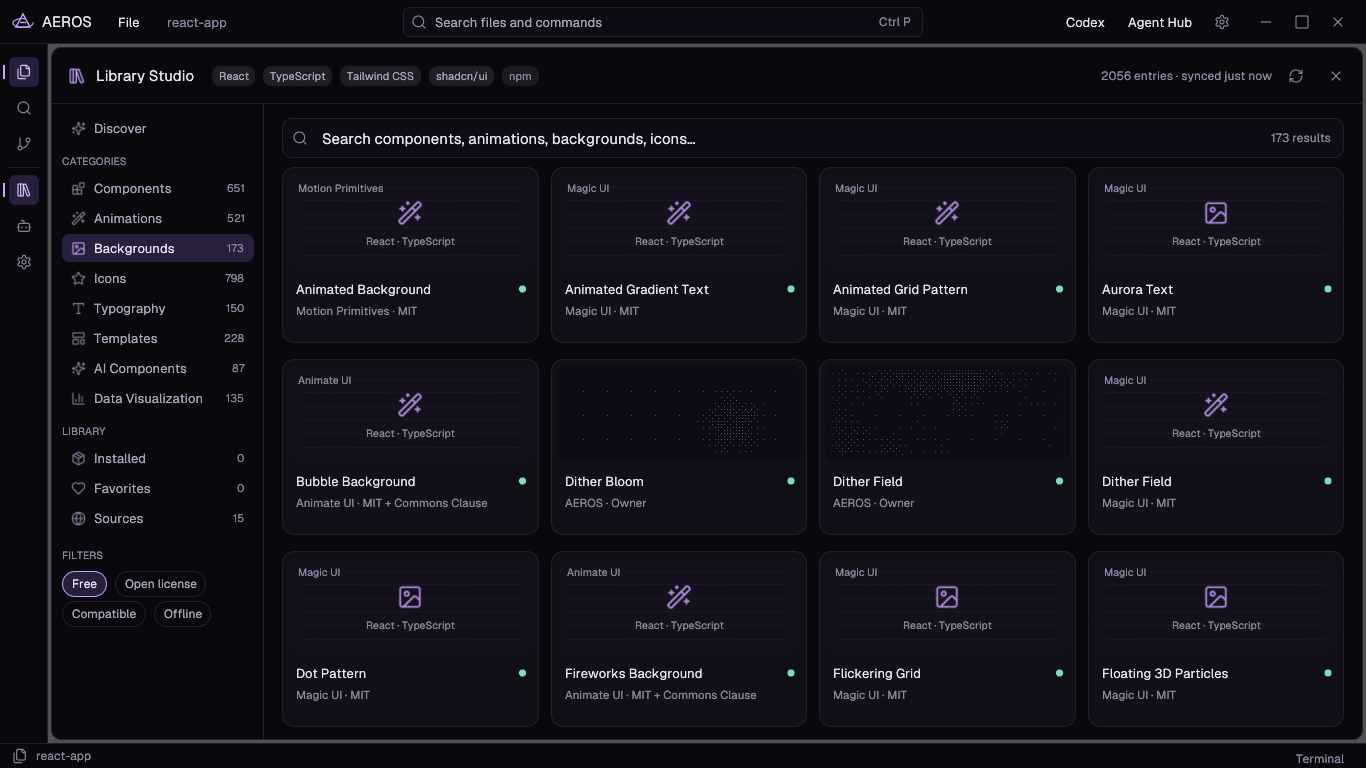 AEROS File react-app Search files and commands Ctrl P Codex Agent Hub
Library Studio React TypeScript Tailwind CSS shadcn/ui npm 2056 entries · synced just now
Discover
CATEGORIES
Components 651
Animations 521
Backgrounds 173
Icons 798
Typography 150
Templates 228
AI Components 87
Data Visualization 135
LIBRARY
Installed 0
Favorites 0
Sources 15
FILTERS
Free Open license
Compatible Offline
Search components, animations, backgrounds, icons... 173 results
Motion Primitives
React · TypeScript
Animated Background
Motion Primitives · MIT
Magic UI
React · TypeScript
Animated Gradient Text
Magic UI · MIT
Magic UI
React · TypeScript
Animated Grid Pattern
Magic UI · MIT
Magic UI
React · TypeScript
Aurora Text
Magic UI · MIT
Animate UI
React · TypeScript
Bubble Background
Animate UI · MIT + Commons Clause
Dither Bloom
AEROS · Owner
Dither Field
AEROS · Owner
Magic UI
React · TypeScript
Dither Field
Magic UI · MIT
Magic UI
React · TypeScript
Dot Pattern
Magic UI · MIT
Animate UI
React · TypeScript
Fireworks Background
Animate UI · MIT + Commons Clause
Magic UI
React · TypeScript
Flickering Grid
Magic UI · MIT
Magic UI
React · TypeScript
Floating 3D Particles
Magic UI · MIT
react-app Terminal